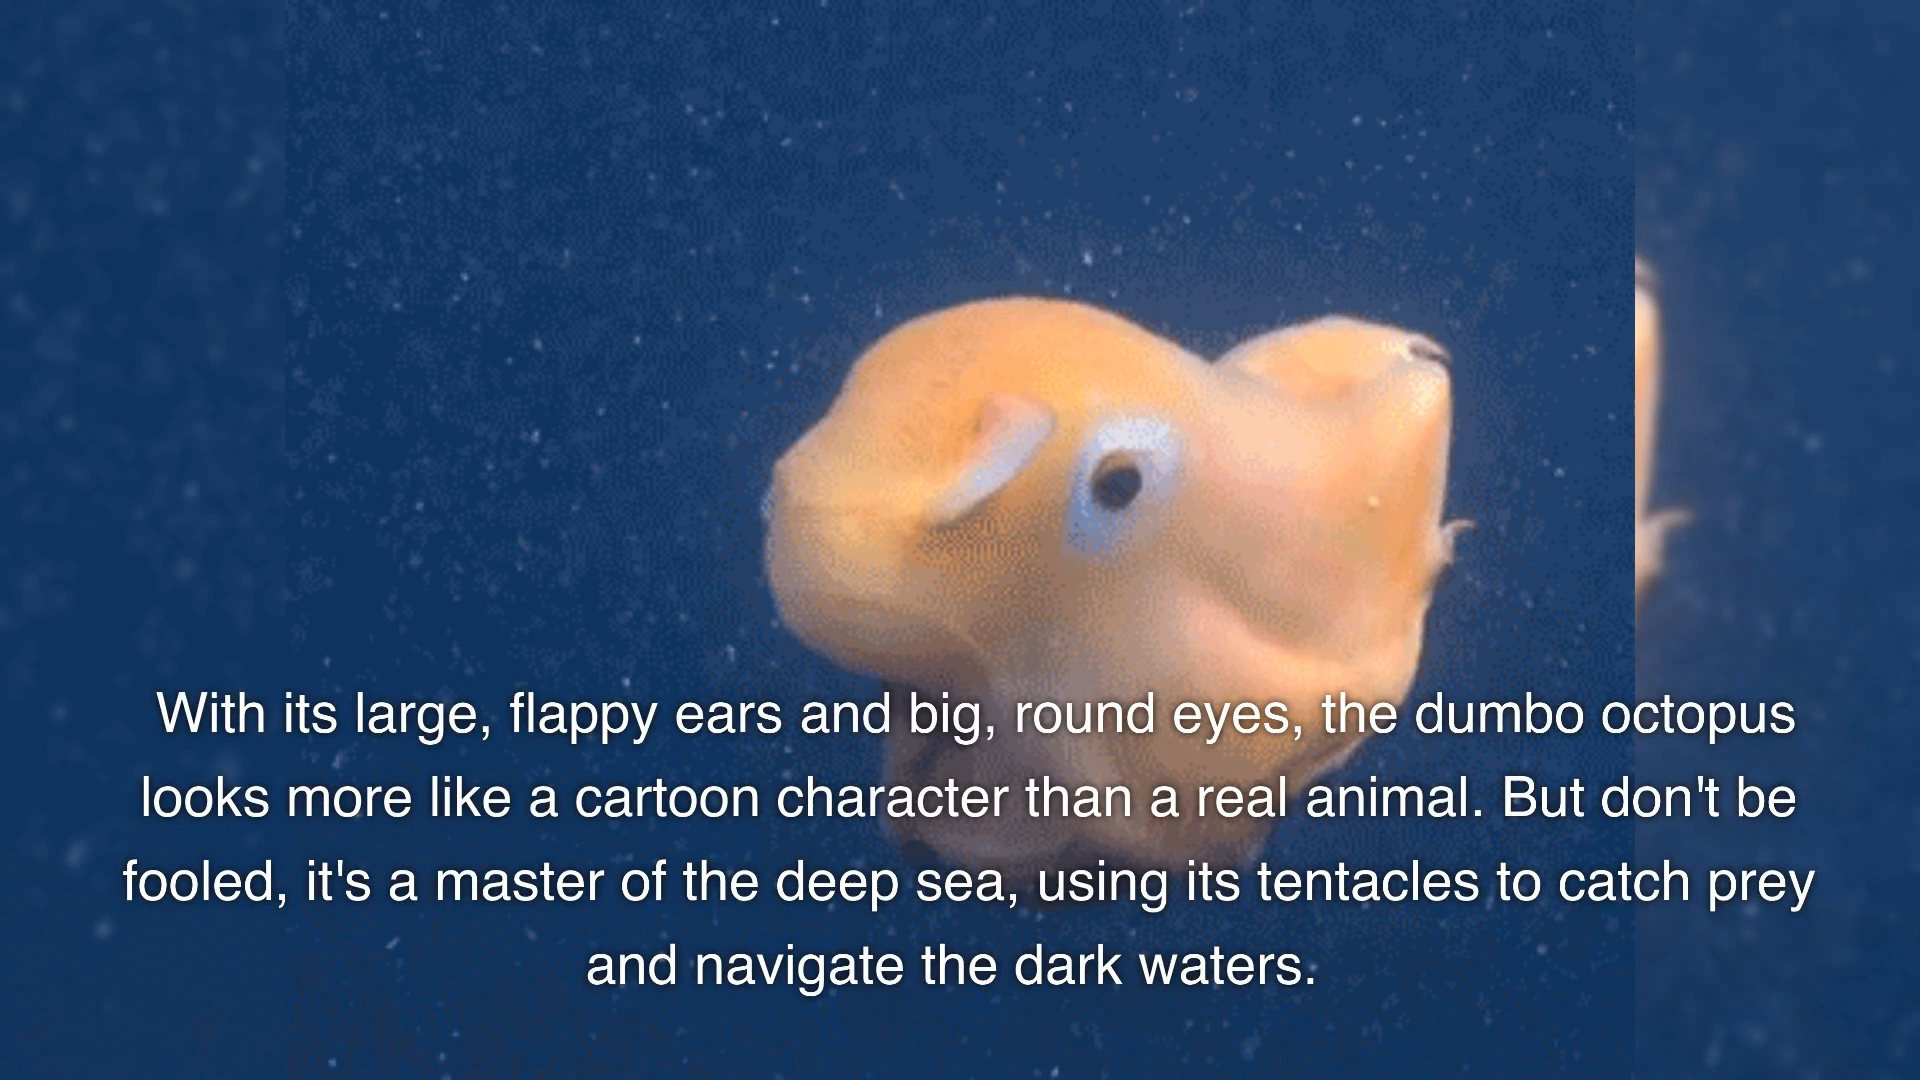 With its large, flappy ears and big, round eyes, the dumbo octopus
looks more like a cartoon character than a real animal. But don't be
fooled, it's a master of the deep sea, using its tentacles to catch prey
and navigate the dark waters.